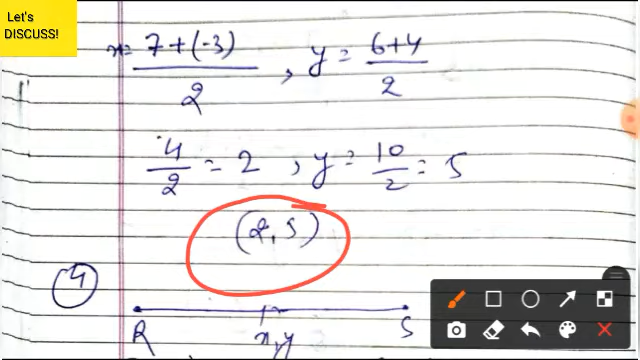 Let's
DISCUSS!
x = 7+(-3)/2 , y = 6+4/2
4/2 = 2 , y = 10/2 = 5
(2, 5)
4
R x, y S